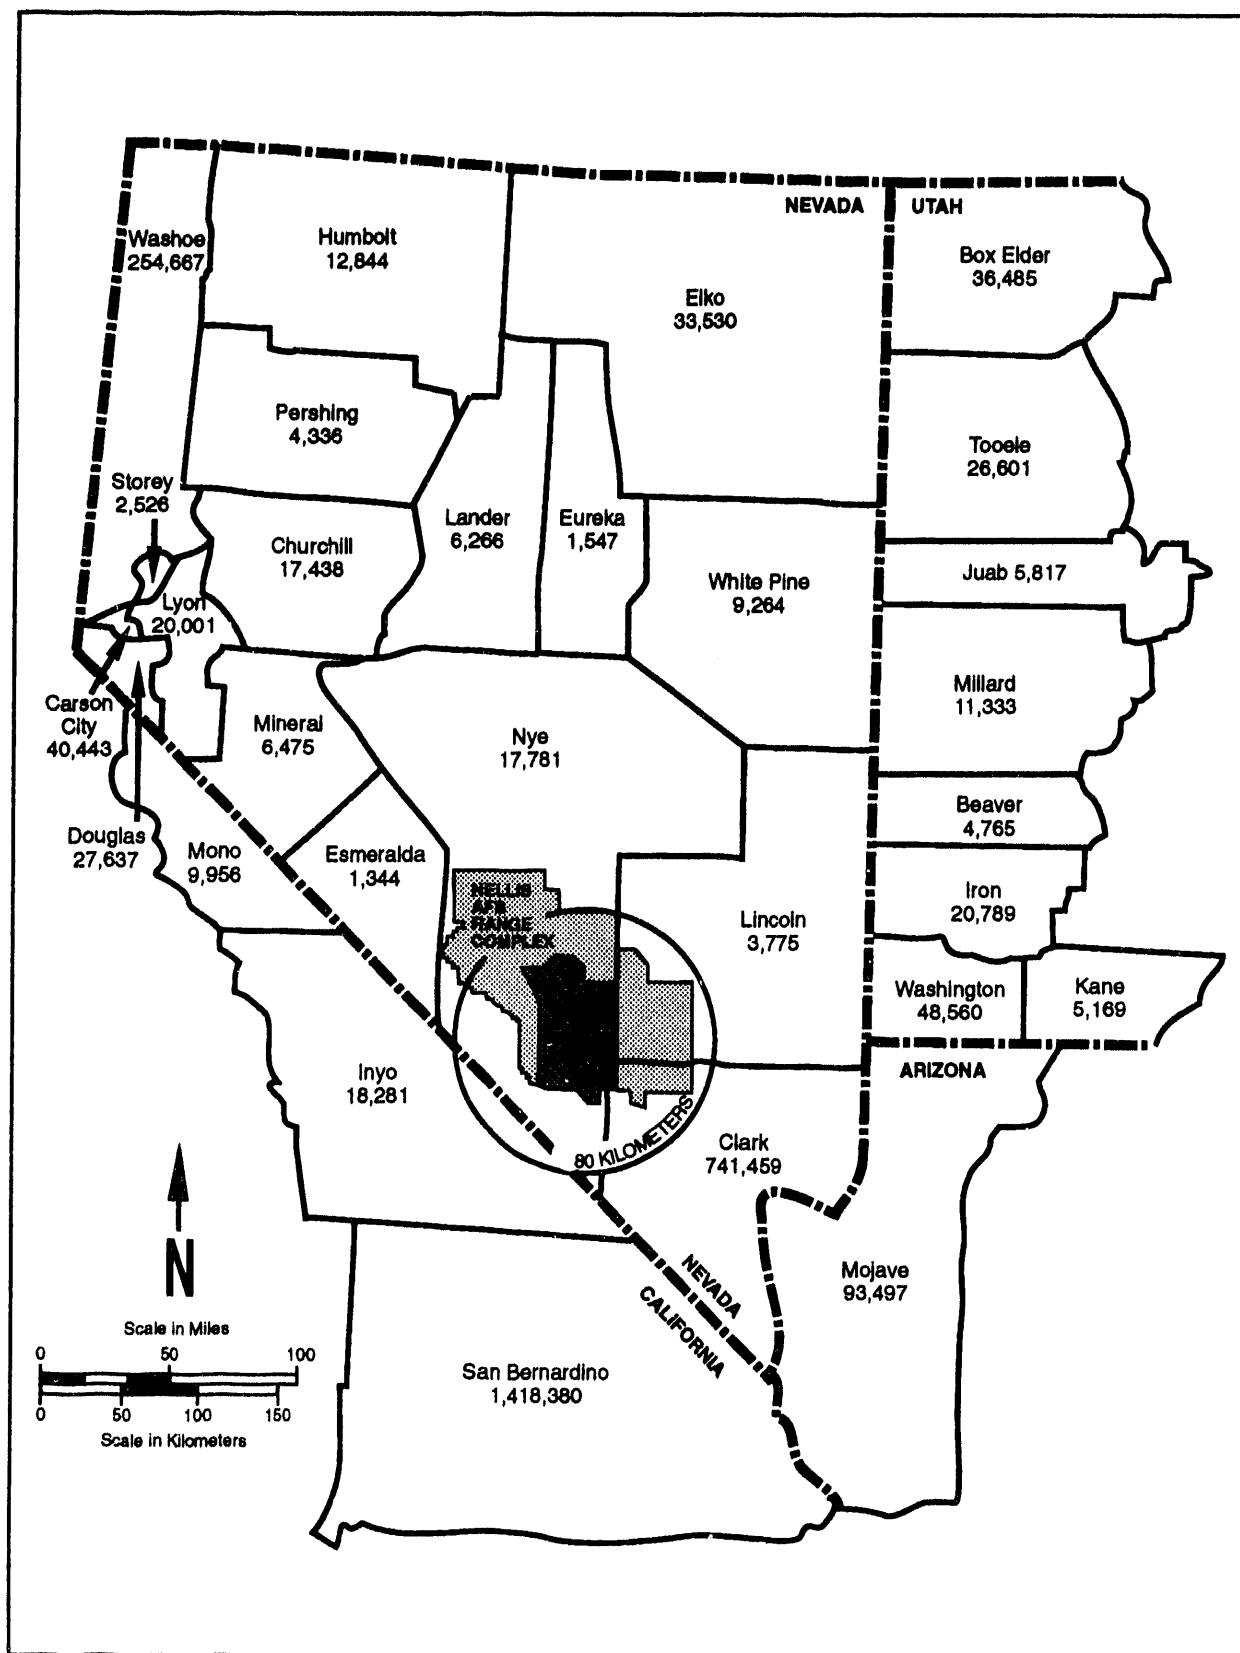 NEVADA
UTAH
Washoe
254,667
Humbolt
12,844
Elko
33,530
Box Elder
36,485
Pershing
4,336
Tooele
26,601
Storey
2,526
Churchill
17,438
Lander
6,266
Eureka
1,547
White Pine
9,264
Juab 5,817
Lyon
20,001
Carson
City
40,443
Mineral
6,475
Nye
17,781
Millard
11,333
Douglas
27,637
Mono
9,956
Esmeralda
1,344
Beaver
4,765
NELLIS
AFB
RANGE
COMPLEX
Lincoln
3,775
Iron
20,789
Washington
48,560
Kane
5,169
ARIZONA
Inyo
18,281
80 KILOMETERS
Clark
741,459
N
NEVADA
CALIFORNIA
Mojave
93,497
Scale in Miles
0 50 100
0 50 100 150
Scale in Kilometers
San Bernardino
1,418,380